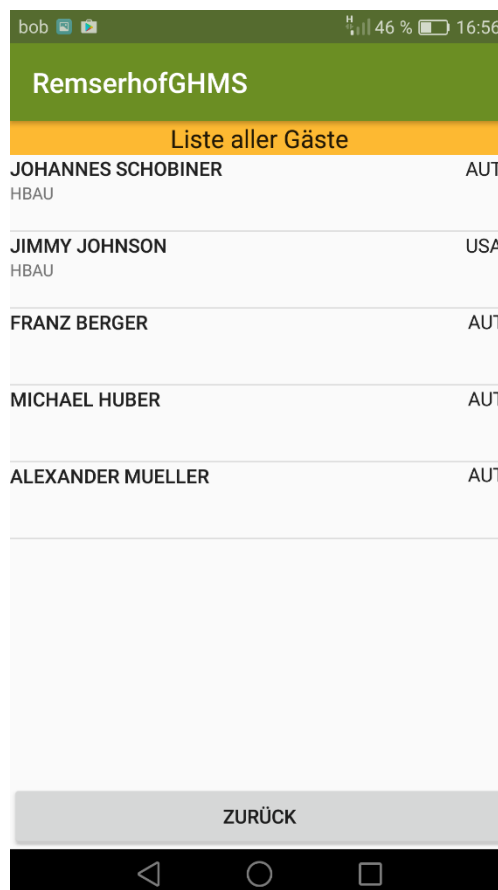 bob H 46 % 16:56
RemserhofGHMS
Liste aller Gäste
JOHANNES SCHOBINER AUT
HBAU
JIMMY JOHNSON USA
HBAU
FRANZ BERGER AUT
MICHAEL HUBER AUT
ALEXANDER MUELLER AUT
ZURÜCK